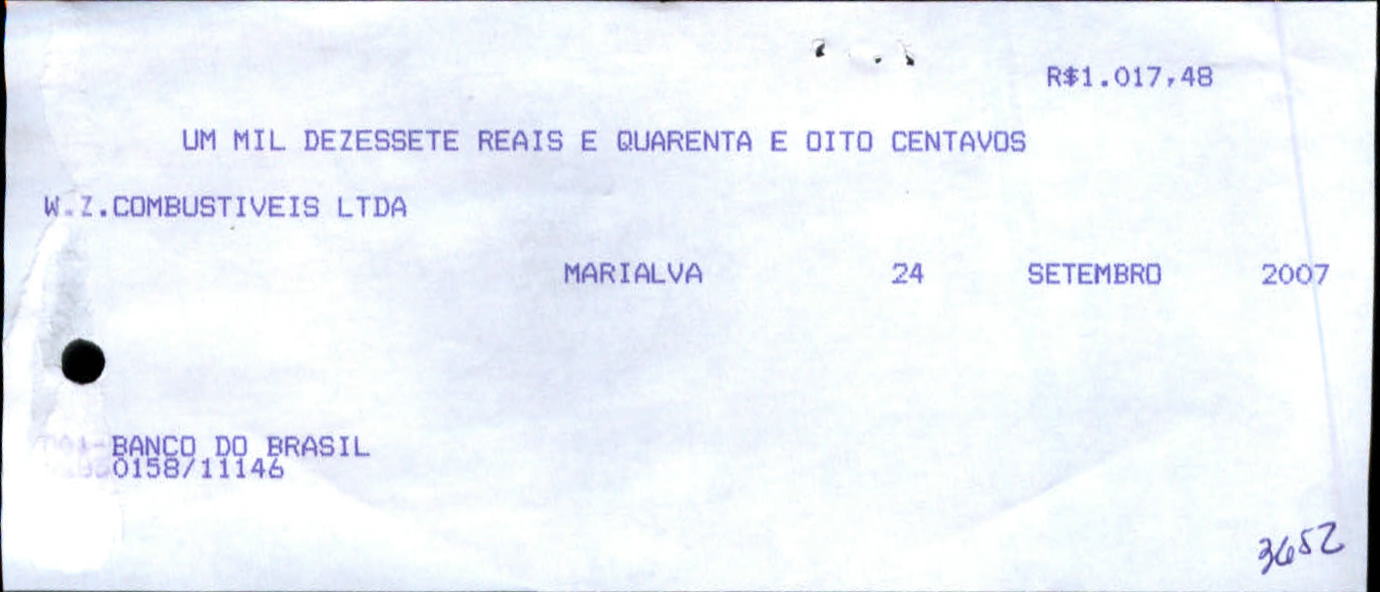 R$1.017,48
UM MIL DEZESSETE REAIS E QUARENTA E OITO CENTAVOS
W.Z.COMBUSTIVEIS LTDA
MARIALVA 24 SETEMBRO 2007
BANCO DO BRASIL
0158/11146
3652